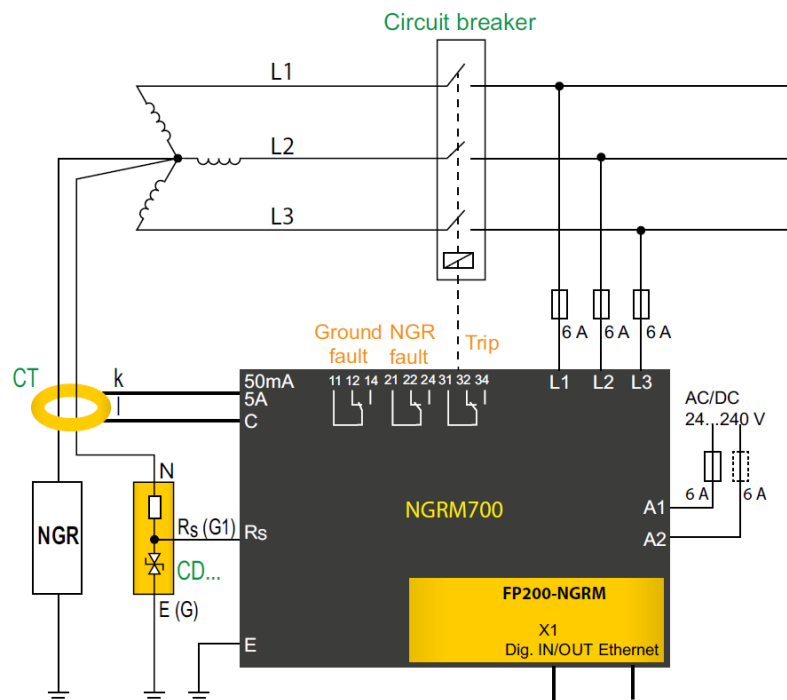 Circuit breaker
L1
L2
L3
6 A
6 A
6 A
Ground fault
NGR fault
Trip
CT
k
l
50mA
5A
C
11 12 14 21 22 24 31 32 34
L1 L2 L3
AC/DC
24...240 V
6 A
6 A
N
NGR
Rs (G1)
Rs
NGRM700
A1
A2
CD...
E (G)
E
FP200-NGRM
X1
Dig. IN/OUT Ethernet